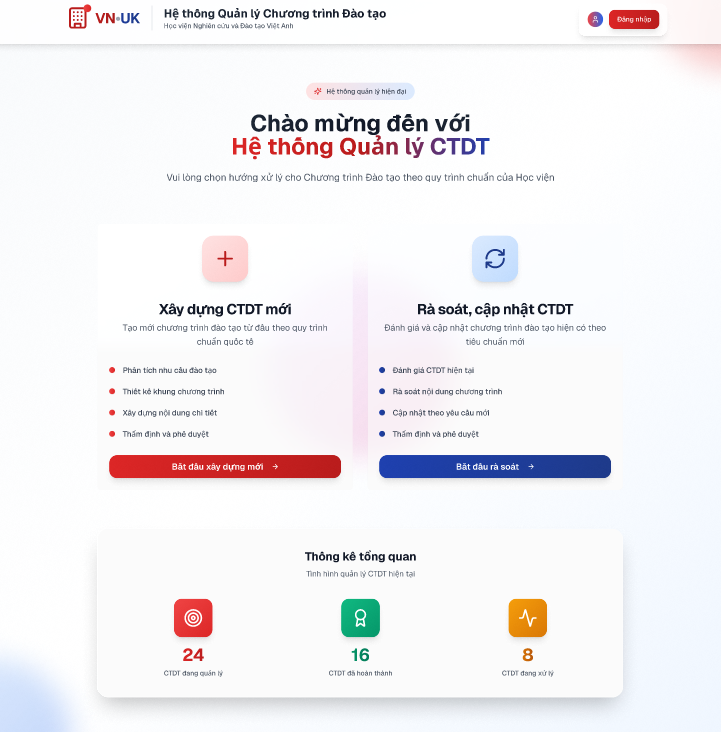 VN-UK
Hệ thống Quản lý Chương trình Đào tạo
Học viện Nghiên cứu và Đào tạo Việt Anh
Đăng nhập
Hệ thống quản lý hiện đại
Chào mừng đến với
Hệ thống Quản lý CTDT
Vui lòng chọn hướng xử lý cho Chương trình Đào tạo theo quy trình chuẩn của Học viện
Xây dựng CTDT mới
Tạo mới chương trình đào tạo từ đầu theo quy trình
chuẩn quốc tế
Phân tích nhu cầu đào tạo
Thiết kế khung chương trình
Xây dựng nội dung chi tiết
Thẩm định và phê duyệt
Bắt đầu xây dựng mới →
Rà soát, cập nhật CTDT
Đánh giá và cập nhật chương trình đào tạo hiện có theo
tiêu chuẩn mới
Đánh giá CTDT hiện tại
Rà soát nội dung chương trình
Cập nhật theo yêu cầu mới
Thẩm định và phê duyệt
Bắt đầu rà soát →
Thống kê tổng quan
Tình hình quản lý CTDT hiện tại
24
CTDT đang quản lý
16
CTDT đã hoàn thành
8
CTDT đang xử lý